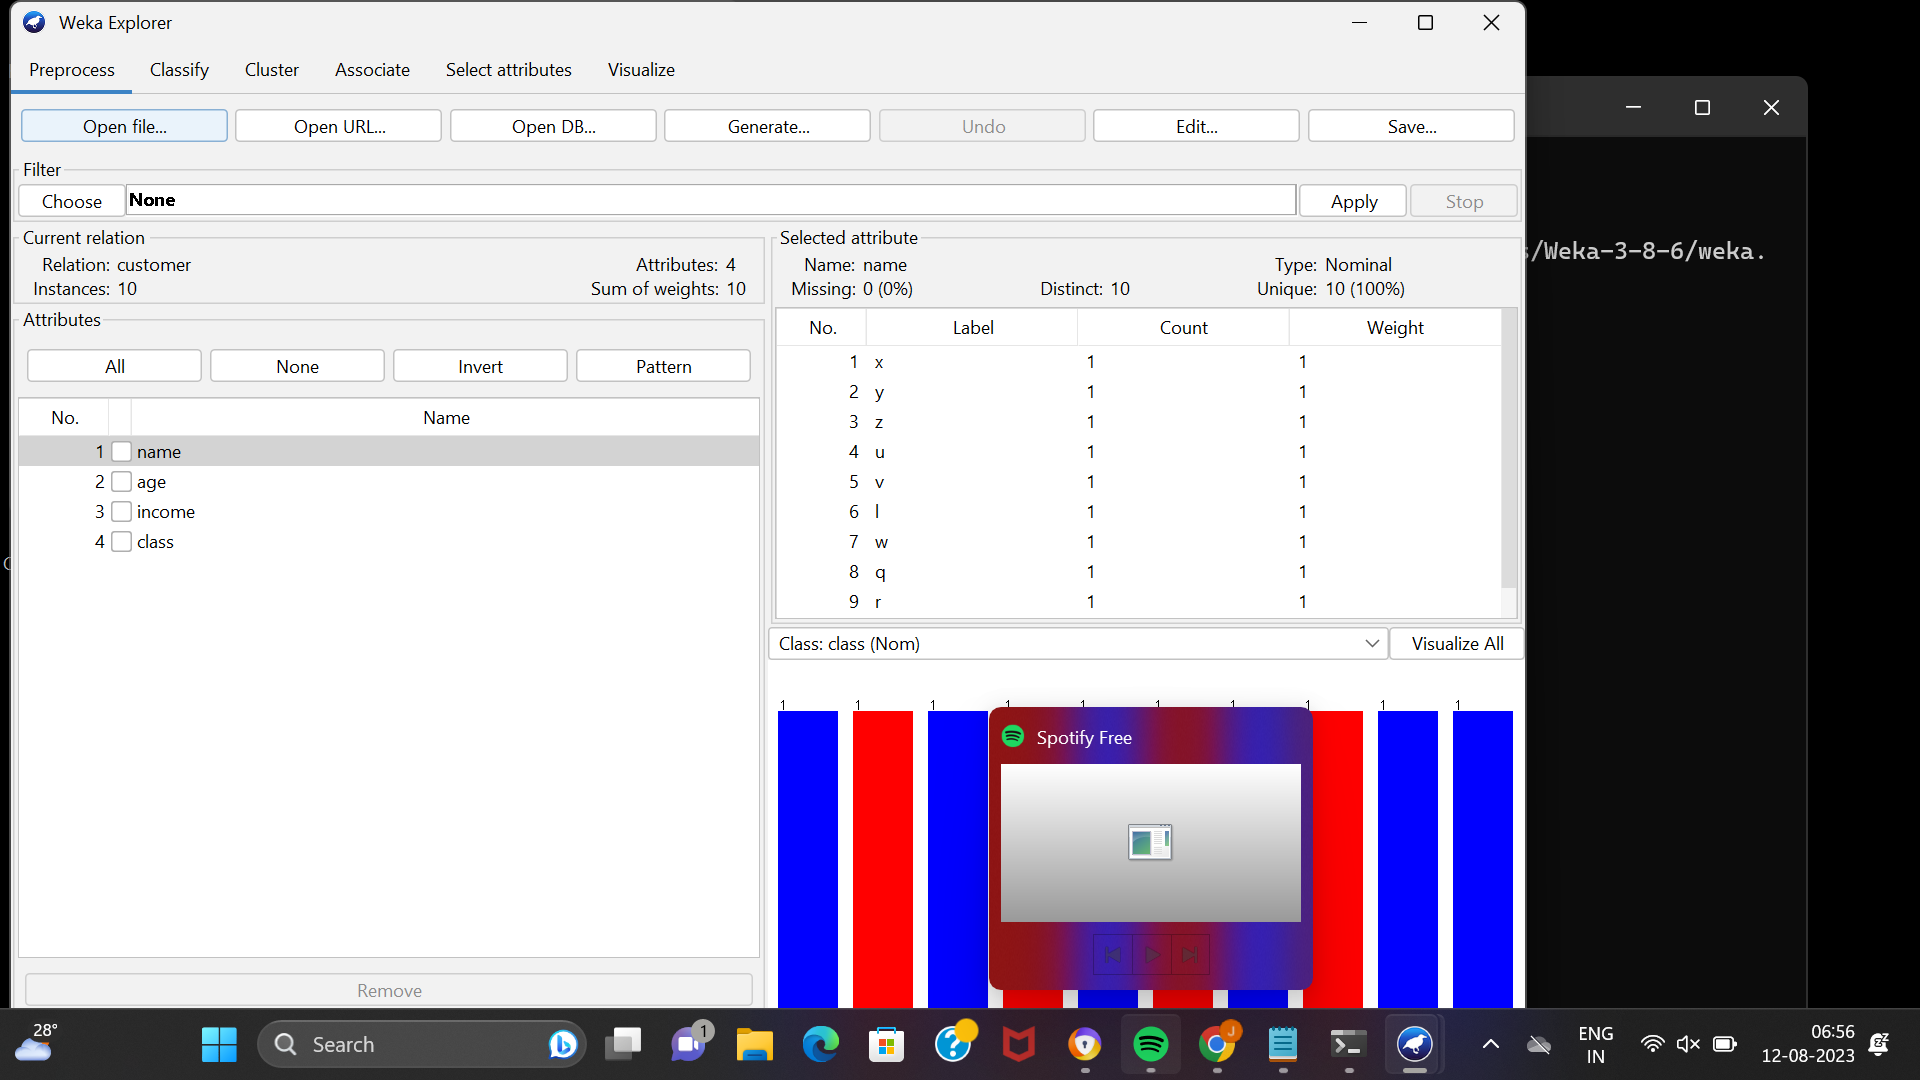 Weka Explorer
Preprocess Classify Cluster Associate Select attributes Visualize
Open file... Open URL... Open DB... Generate... Undo Edit... Save...
Filter
Choose None Apply Stop
Current relation
Relation: customer Attributes: 4
Instances: 10 Sum of weights: 10
Attributes
All None Invert Pattern
No. Name
1 name
2 age
3 income
4 class
Remove
Selected attribute
Name: name Type: Nominal
Missing: 0 (0%) Distinct: 10 Unique: 10 (100%)
No. Label Count Weight
1 x 1 1
2 y 1 1
3 z 1 1
4 u 1 1
5 v 1 1
6 l 1 1
7 w 1 1
8 q 1 1
9 r 1 1
Class: class (Nom) Visualize All
1 1 1 1 1 1 1 1 1 1
Spotify Free
/Weka-3-8-6/weka.
28°
Search
1
J
ENG
IN
06:56
12-08-2023